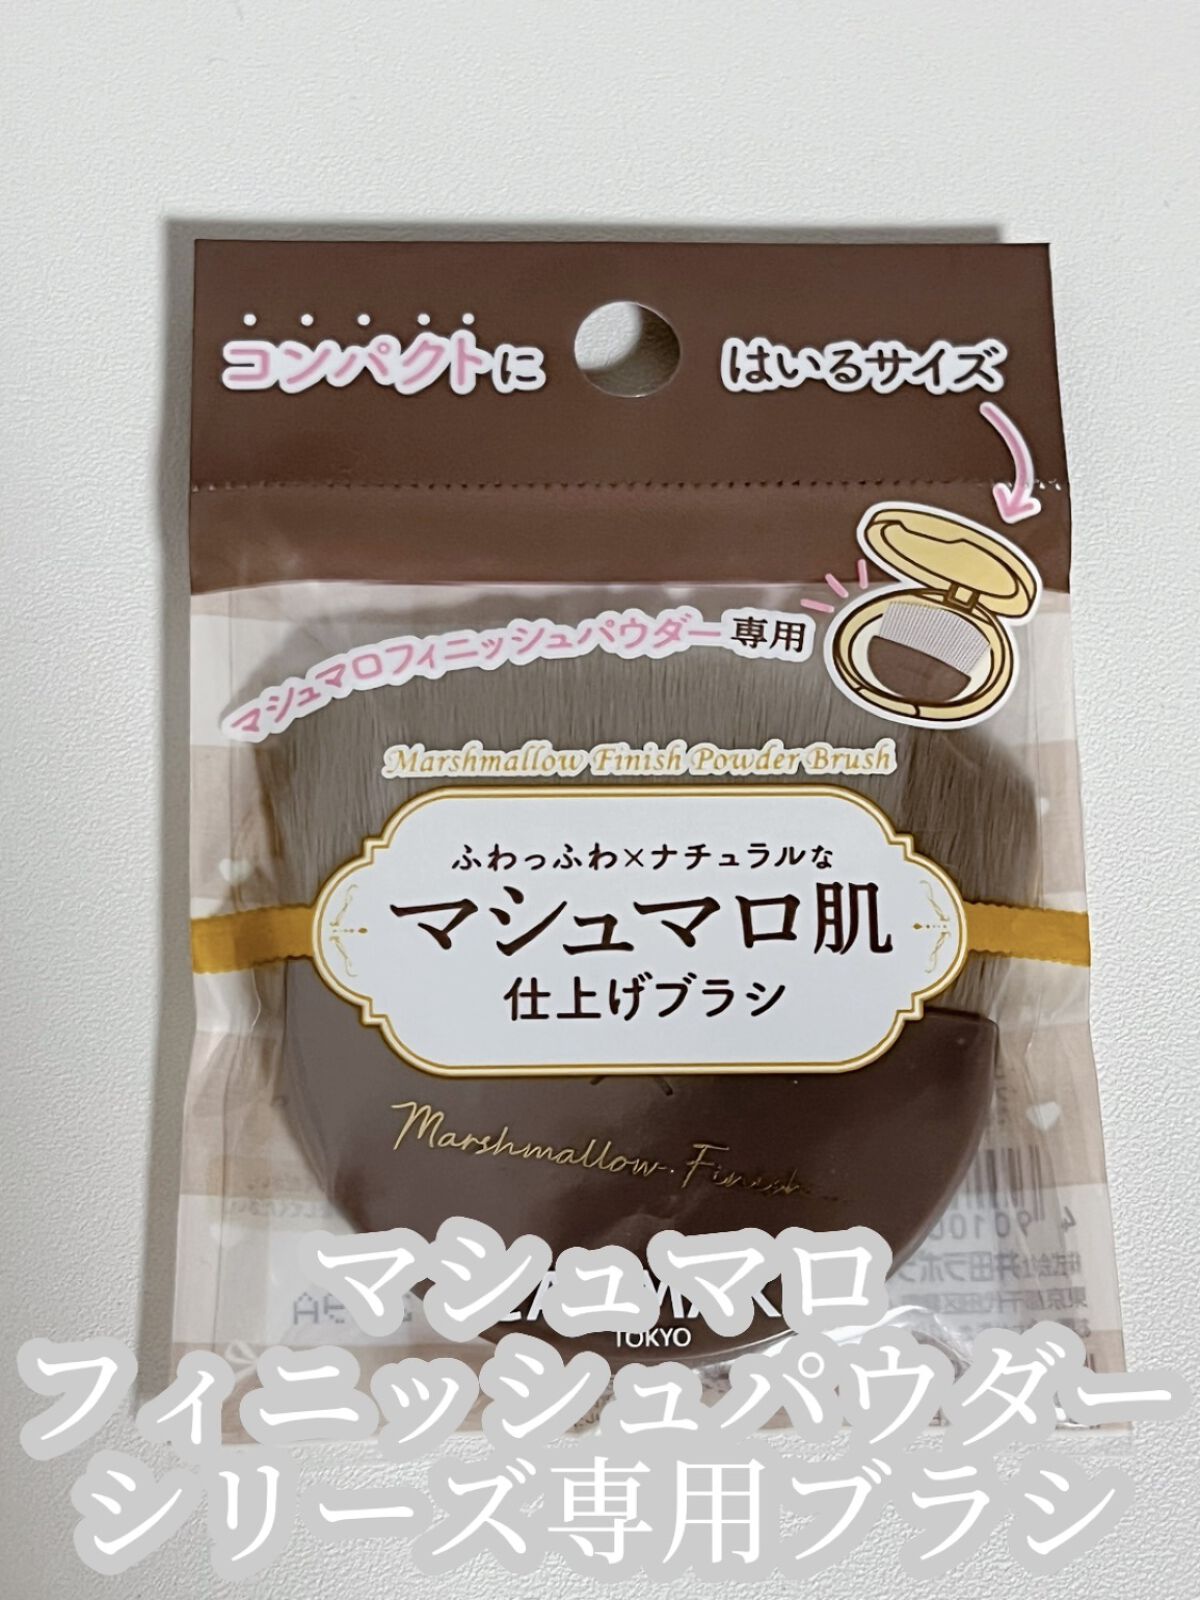 コンパクトに はいるサイズ
マシュマロフィニッシュパウダー専用
Marshmallow Finish Powder Brush
ふわっふわ×ナチュラルな
マシュマロ肌
仕上げブラシ
Marshmallow Finish
TOKYO
マシュマロ
フィニッシュパウダー
シリーズ専用ブラシ